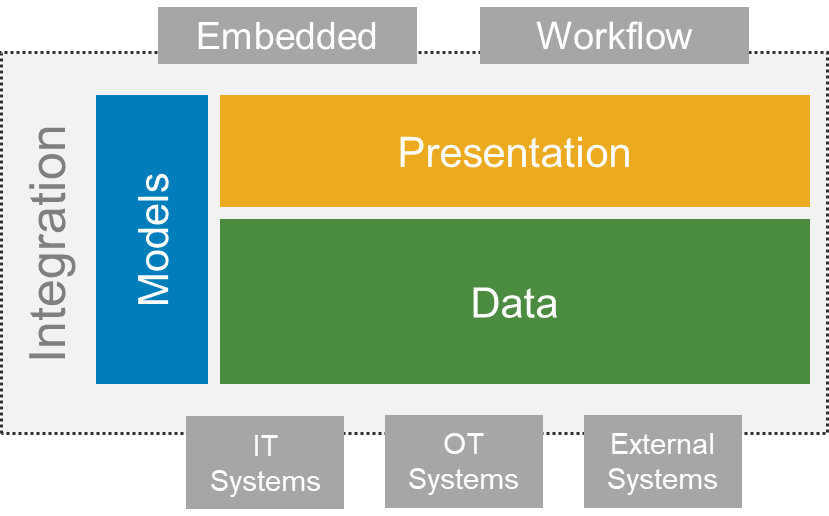 Embedded
Workflow
Integration
Models
Presentation
Data
IT
Systems
OT
Systems
External
Systems